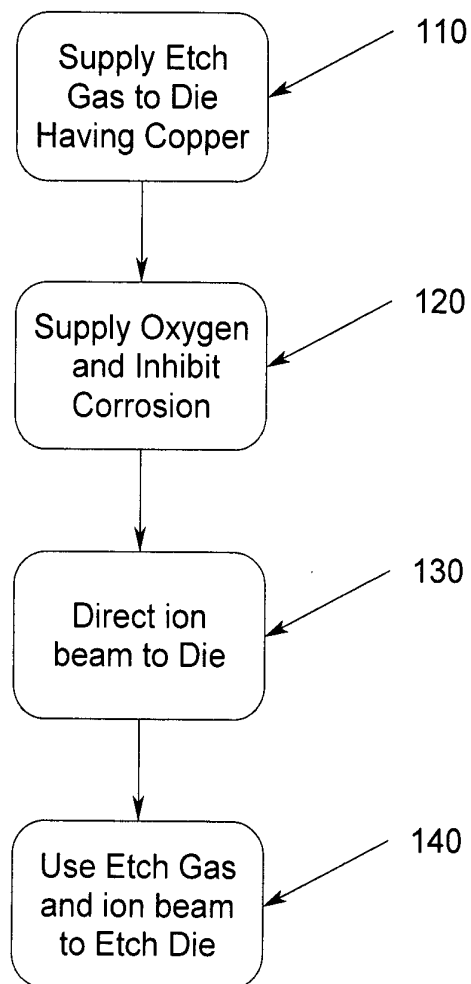 Supply Etch
Gas to Die
Having Copper
110
Supply Oxygen
and Inhibit
Corrosion
120
Direct ion
beam to Die
130
Use Etch Gas
and ion beam
to Etch Die
140